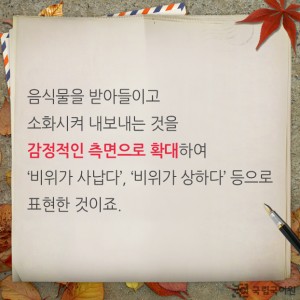 음식물을 받아들이고
소화시켜 내보내는 것을
감정적인 측면으로 확대하여
‘비위가 사납다’, ‘비위가 상하다’ 등으로
표현한 것이죠.
국립국어원